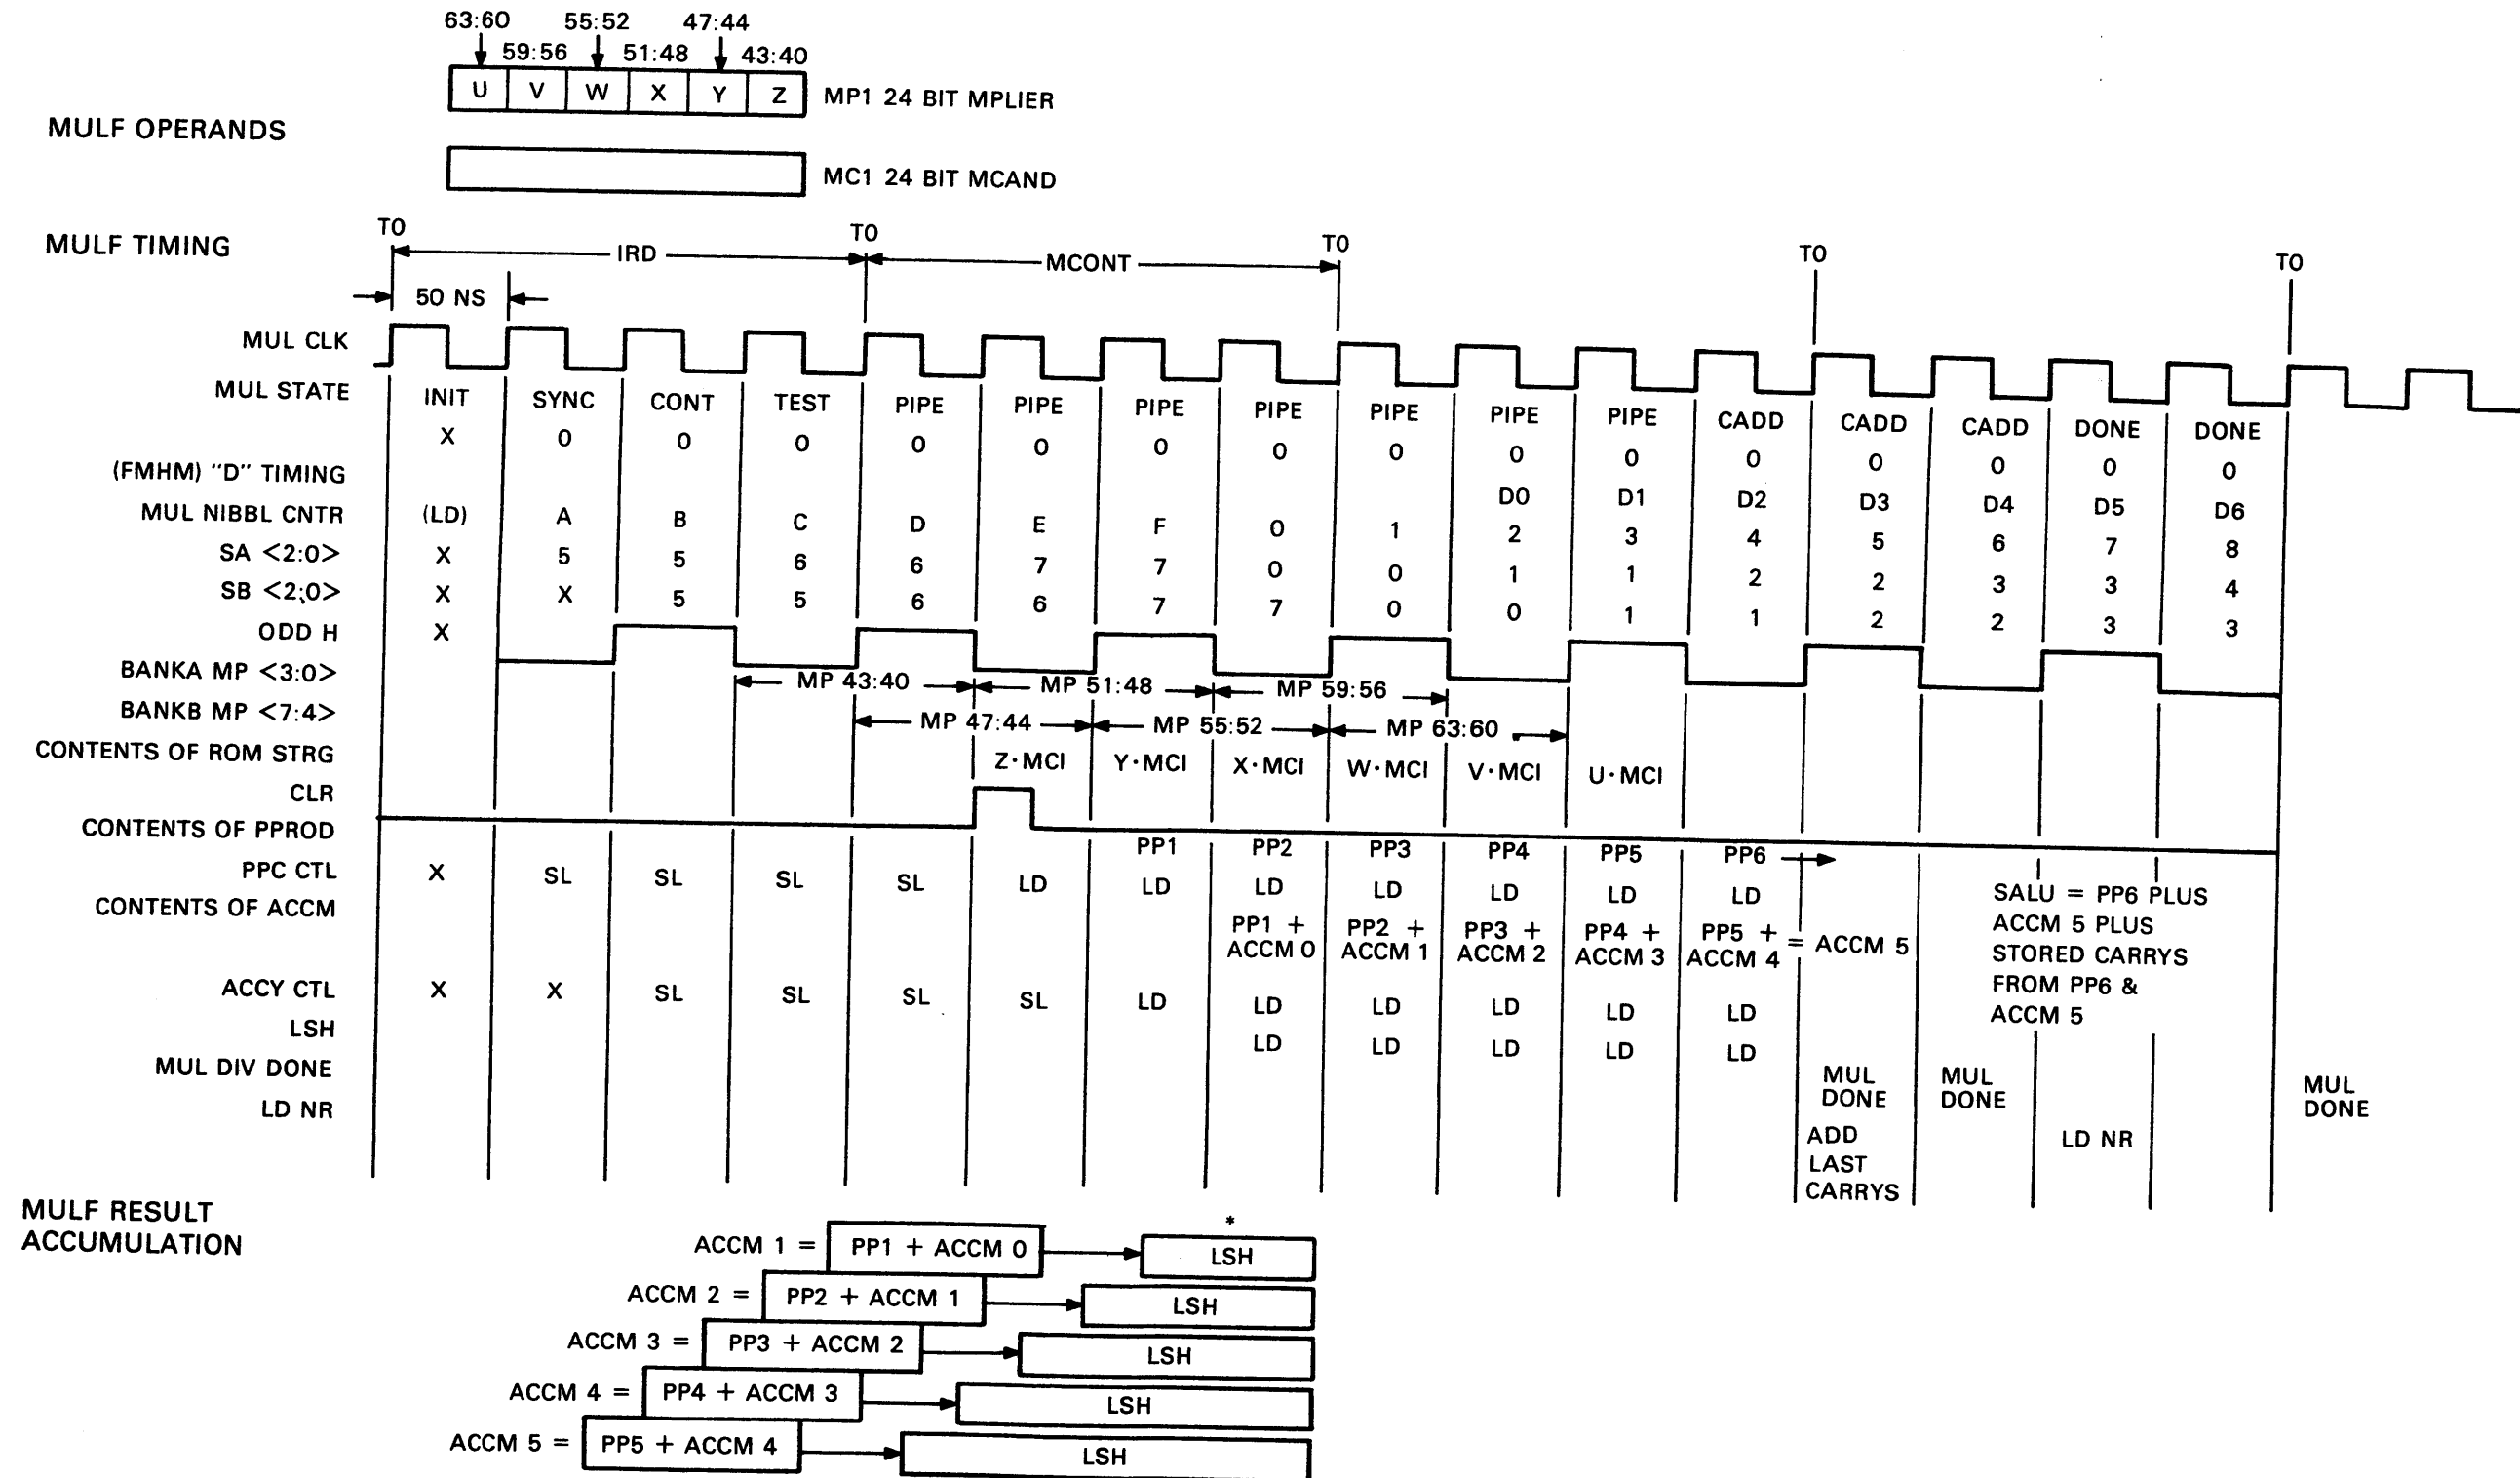 63:60 55:52 47:44
59:56 51:48 43:40
U V W X Y Z MP1 24 BIT MPLIER
MULF OPERANDS
MC1 24 BIT MCAND
MULF TIMING
TO TO TO TO TO
IRD MCONT
50 NS
MUL CLK
MUL STATE INIT SYNC CONT TEST PIPE PIPE PIPE PIPE PIPE PIPE PIPE CADD CADD CADD DONE DONE
X 0 0 0 0 0 0 0 0 0 0 0 0 0 0 0
(FMHM) "D" TIMING D0 D1 D2 D3 D4 D5 D6
MUL NIBBL CNTR (LD) A B C D E F 0 1 2 3 4 5 6 7 8
SA <2:0> X 5 5 6 6 7 7 0 0 1 1 2 2 3 3 4
SB <2:0> X X 5 5 6 6 7 7 0 0 1 1 2 2 3 3
ODD H X
BANKA MP <3:0> MP 43:40 MP 51:48 MP 59:56
BANKB MP <7:4> MP 47:44 MP 55:52 MP 63:60
CONTENTS OF ROM STRG Z·MCI Y·MCI X·MCI W·MCI V·MCI U·MCI
CLR
CONTENTS OF PPROD PP1 PP2 PP3 PP4 PP5 PP6
PPC CTL X SL SL SL SL LD LD LD LD LD LD LD
CONTENTS OF ACCM PP1 + ACCM 0 PP2 + ACCM 1 PP3 + ACCM 2 PP4 + ACCM 3 PP5 + ACCM 4 = ACCM 5
SALU = PP6 PLUS
ACCM 5 PLUS
STORED CARRYS
FROM PP6 &
ACCM 5
ACCY CTL X X SL SL SL SL LD LD LD LD LD LD
LSH LD LD LD LD LD
MUL DIV DONE MUL DONE MUL DONE MUL DONE
LD NR ADD LAST CARRYS LD NR
MULF RESULT
ACCUMULATION
*
ACCM 1 = PP1 + ACCM 0 LSH
ACCM 2 = PP2 + ACCM 1 LSH
ACCM 3 = PP3 + ACCM 2 LSH
ACCM 4 = PP4 + ACCM 3 LSH
ACCM 5 = PP5 + ACCM 4 LSH